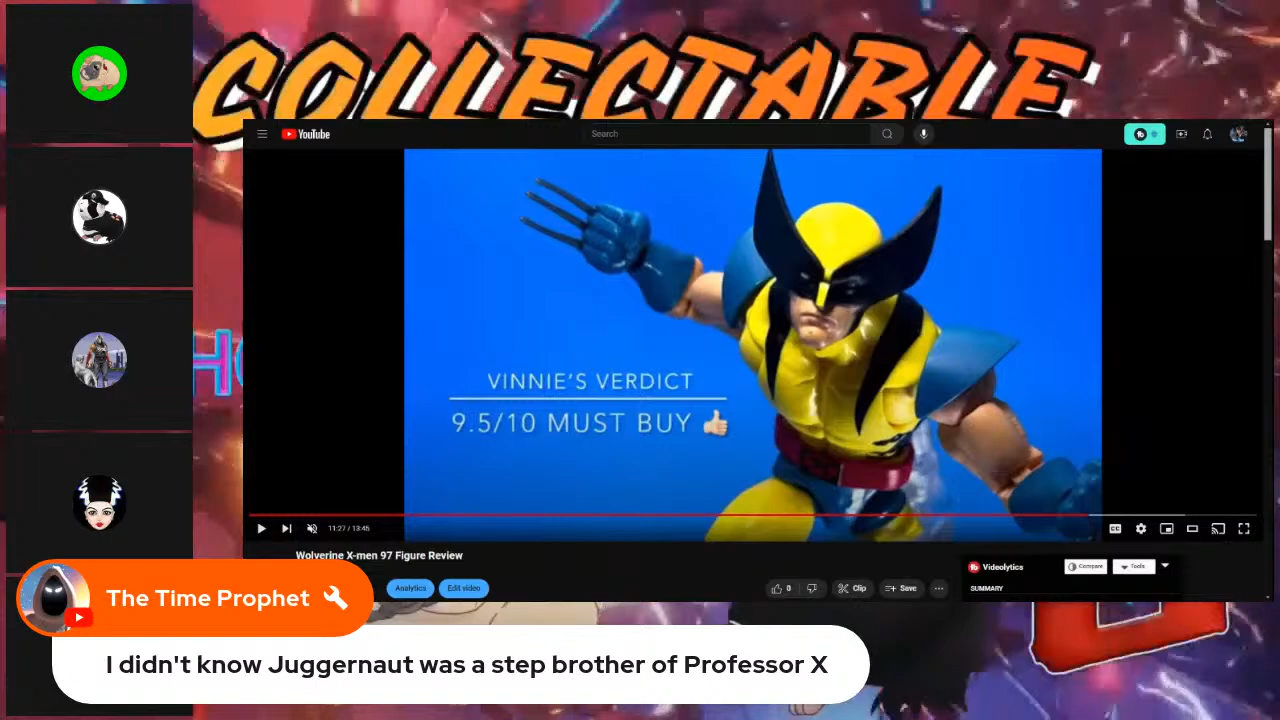 COLLECTABLE
YouTube
Search
VINNIE'S VERDICT
9.5/10 MUST BUY 👍🏻
11:27 / 13:45
CC
Wolverine X-men 97 Figure Review
Analytics
Edit video
0
Clip
Save
Videolytics
Compare
Tools
SUMMARY
The Time Prophet
I didn't know Juggernaut was a step brother of Professor X